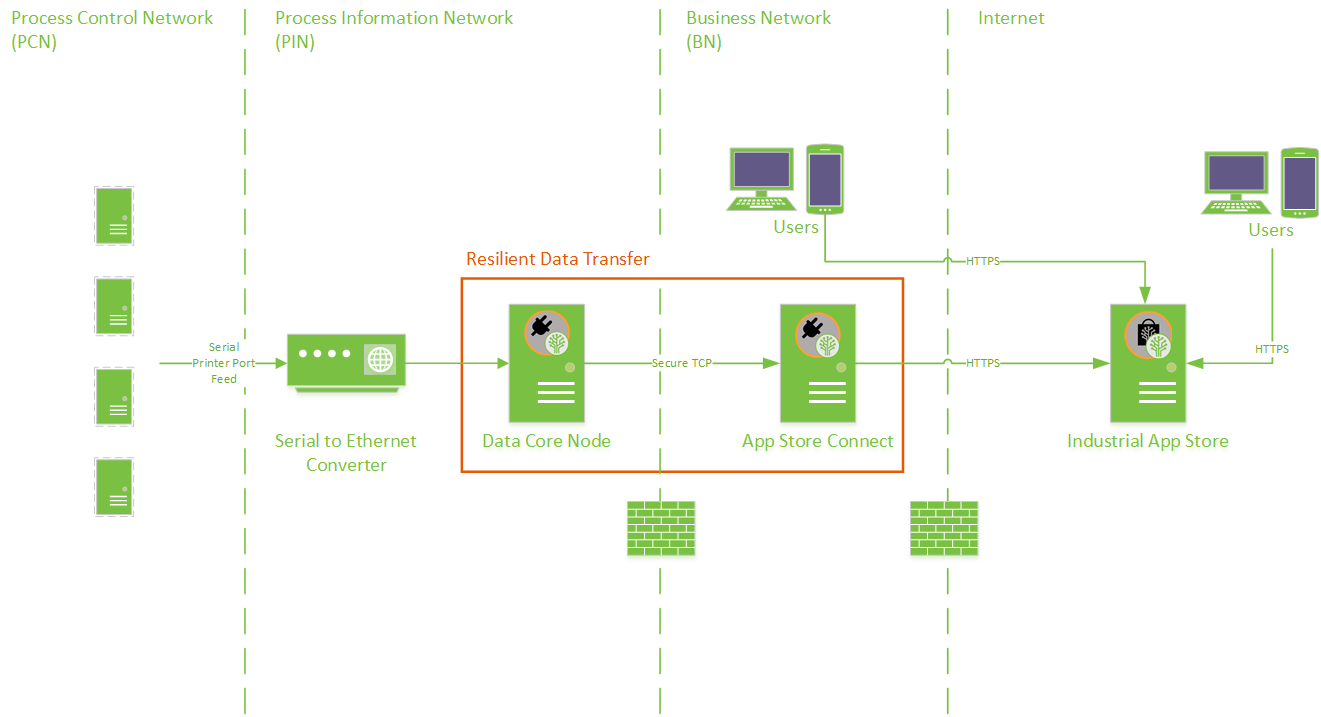 Process Control Network
(PCN)
Process Information Network
(PIN)
Business Network
(BN)
Internet
Users
Users
Resilient Data Transfer
HTTPS
Serial
Printer Port
Feed
Secure TCP
HTTPS
HTTPS
Serial to Ethernet
Converter
Data Core Node
App Store Connect
Industrial App Store